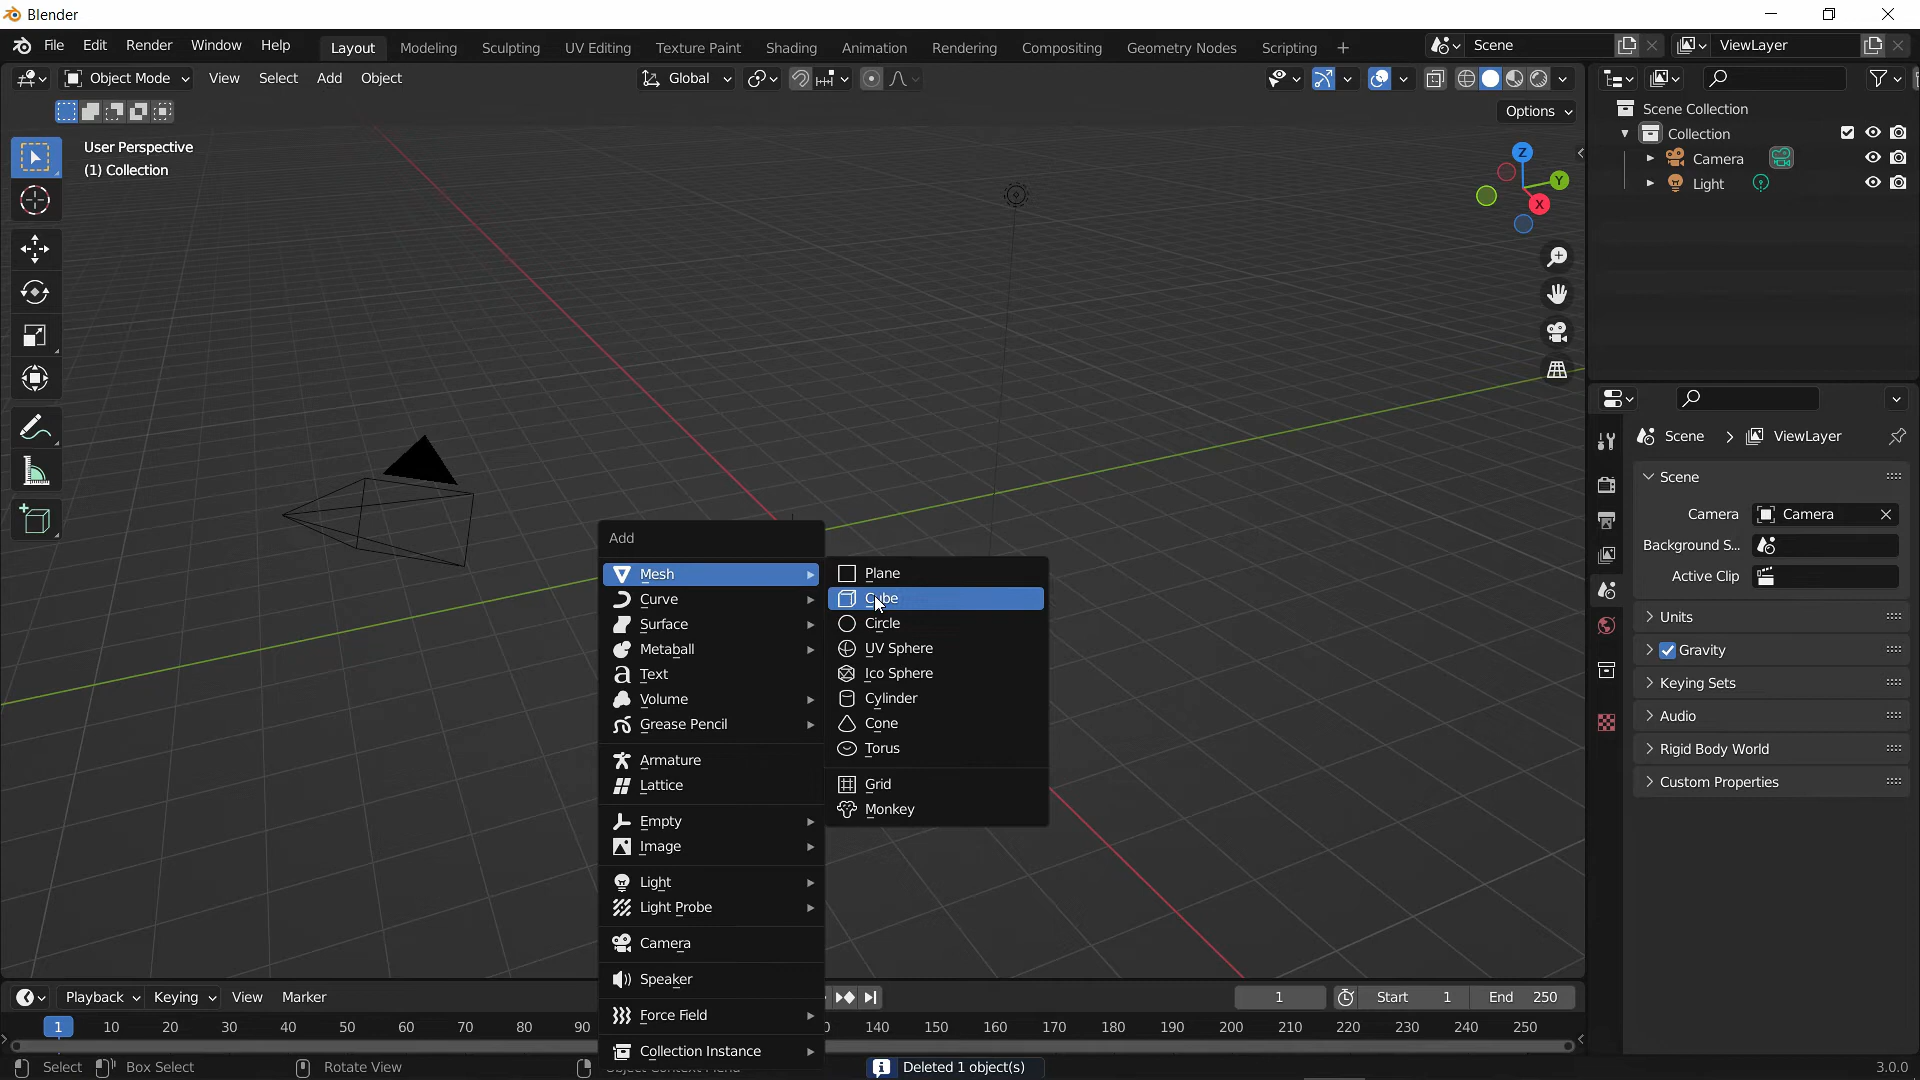 Blender
File Edit Render Window Help Layout Modeling Sculpting UV Editing Texture Paint Shading Animation Rendering Compositing Geometry Nodes Scripting + Scene ViewLayer
Object Mode View Select Add Object Global
Options
User Perspective
(1) Collection
Z
Y
X
Scene Collection
Collection
Camera
Light
Scene > ViewLayer
Scene
Camera Camera
Background S...
Active Clip
Units
Gravity
Keying Sets
Audio
Rigid Body World
Custom Properties
Add
Mesh
Curve
Surface
Metaball
Text
Volume
Grease Pencil
Armature
Lattice
Empty
Image
Light
Light Probe
Camera
Speaker
Force Field
Collection Instance
Plane
Cube
Circle
UV Sphere
Ico Sphere
Cylinder
Cone
Torus
Grid
Monkey
Playback Keying View Marker 1 Start 1 End 250
1 10 20 30 40 50 60 70 80 90 0 140 150 160 170 180 190 200 210 220 230 240 250
Select Box Select Rotate View Deleted 1 object(s) 3.0.0